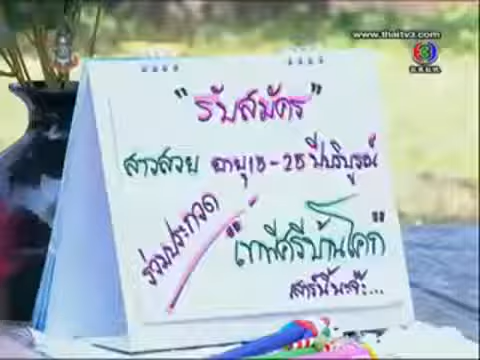 www.thaitv3.com
"รับสมัคร"
สาวสวย อายุ 18-25 ปีบริบูรณ์
ร่วมประกวด
"เทพีศรีบ้านโคก"
เสาร์นี้นะจ๊ะ...